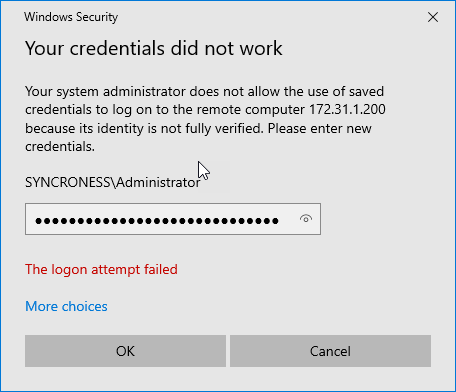 Windows Security
Your credentials did not work
Your system administrator does not allow the use of saved
credentials to log on to the remote computer 172.31.1.200
because its identity is not fully verified. Please enter new
credentials.
SYNCRONESS\Administrator
●●●●●●●●●●●●●●●●●●●●●●●●●●●●●
The logon attempt failed
More choices
OK
Cancel